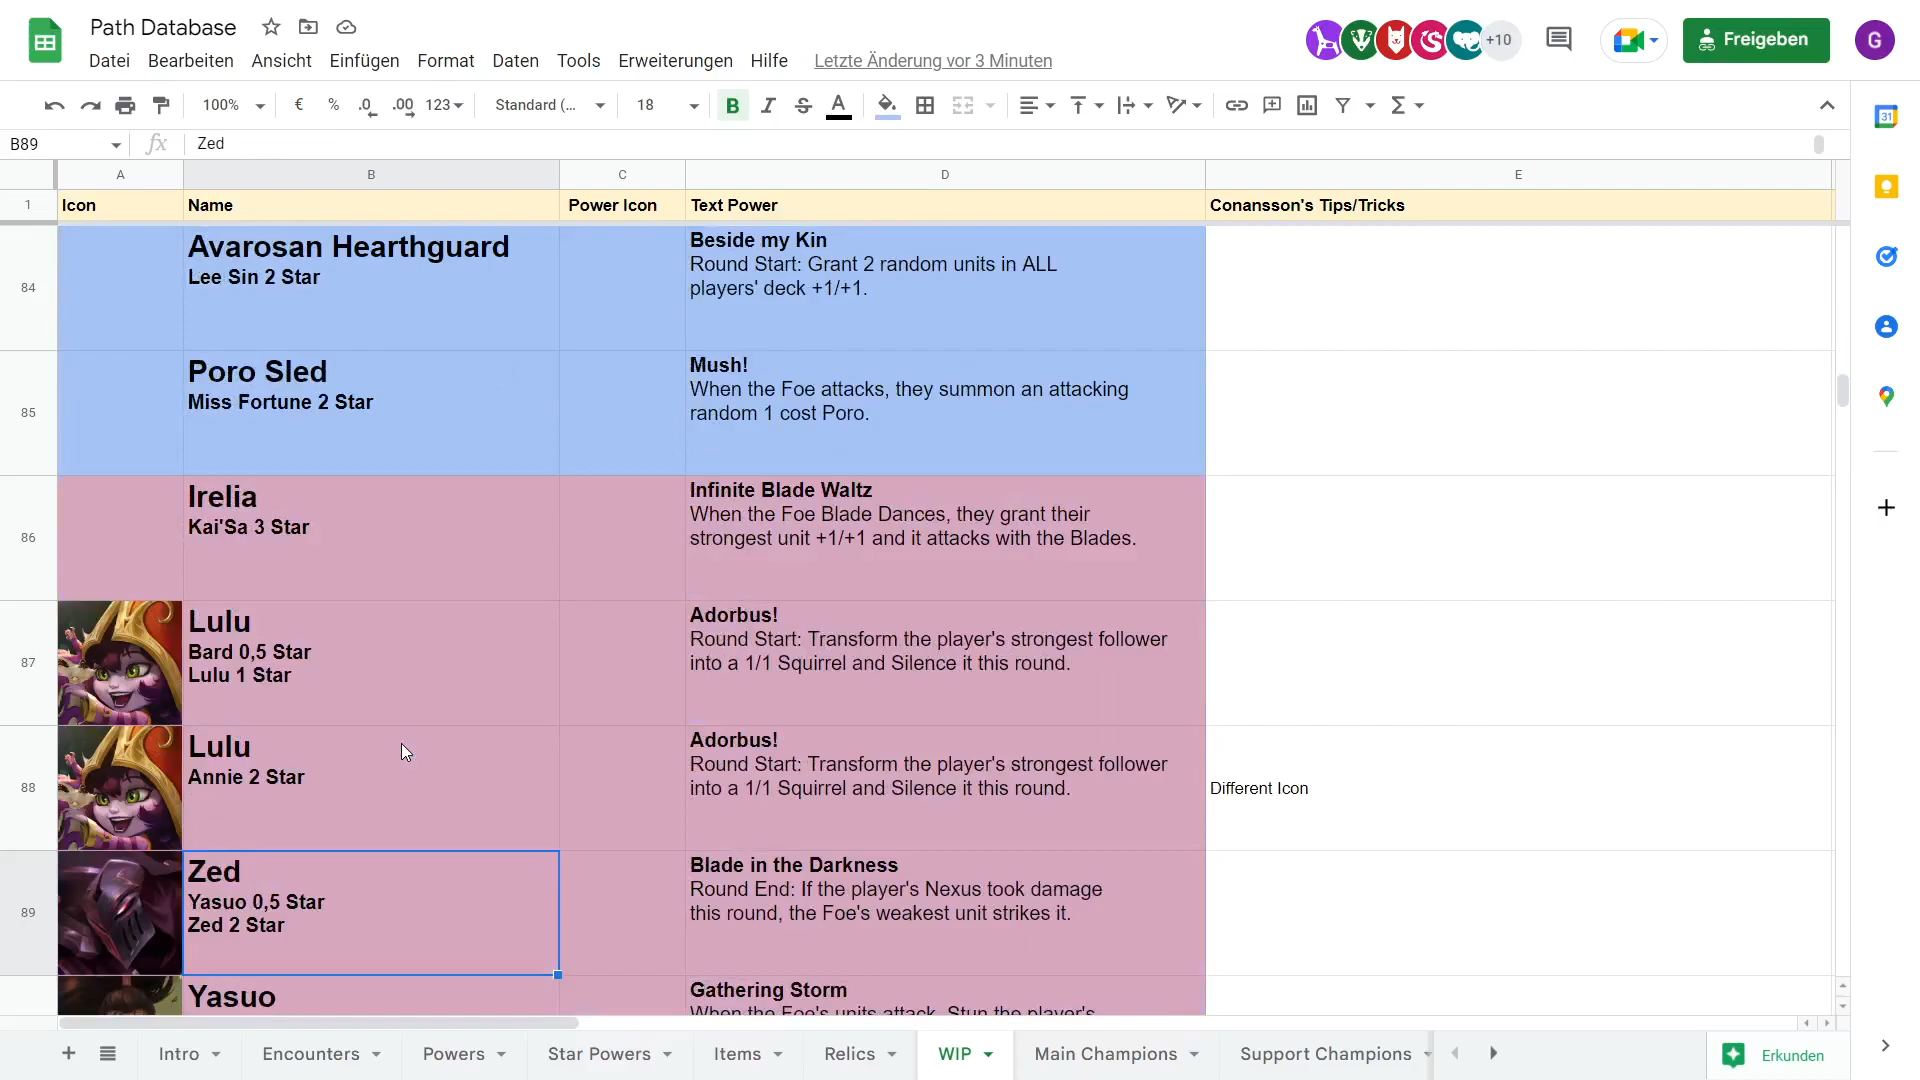 Path Database
Datei Bearbeiten Ansicht Einfügen Format Daten Tools Erweiterungen Hilfe Letzte Änderung vor 3 Minuten
+10
Freigeben
G
100% € % .0 .00 123 Standard (... 18 B I S A
B89 fx Zed
A B C D E
1 Icon Name Power Icon Text Power Conansson's Tips/Tricks
84
Avarosan Hearthguard
Lee Sin 2 Star
Beside my Kin
Round Start: Grant 2 random units in ALL
players' deck +1/+1.
85
Poro Sled
Miss Fortune 2 Star
Mush!
When the Foe attacks, they summon an attacking
random 1 cost Poro.
86
Irelia
Kai'Sa 3 Star
Infinite Blade Waltz
When the Foe Blade Dances, they grant their
strongest unit +1/+1 and it attacks with the Blades.
87
Lulu
Bard 0,5 Star
Lulu 1 Star
Adorbus!
Round Start: Transform the player's strongest follower
into a 1/1 Squirrel and Silence it this round.
88
Lulu
Annie 2 Star
Adorbus!
Round Start: Transform the player's strongest follower
into a 1/1 Squirrel and Silence it this round.
Different Icon
89
Zed
Yasuo 0,5 Star
Zed 2 Star
Blade in the Darkness
Round End: If the player's Nexus took damage
this round, the Foe's weakest unit strikes it.
Yasuo
Gathering Storm
When the Foe's units attack, Stun the player's
Intro Encounters Powers Star Powers Items Relics WIP Main Champions Support Champions
Erkunden
31